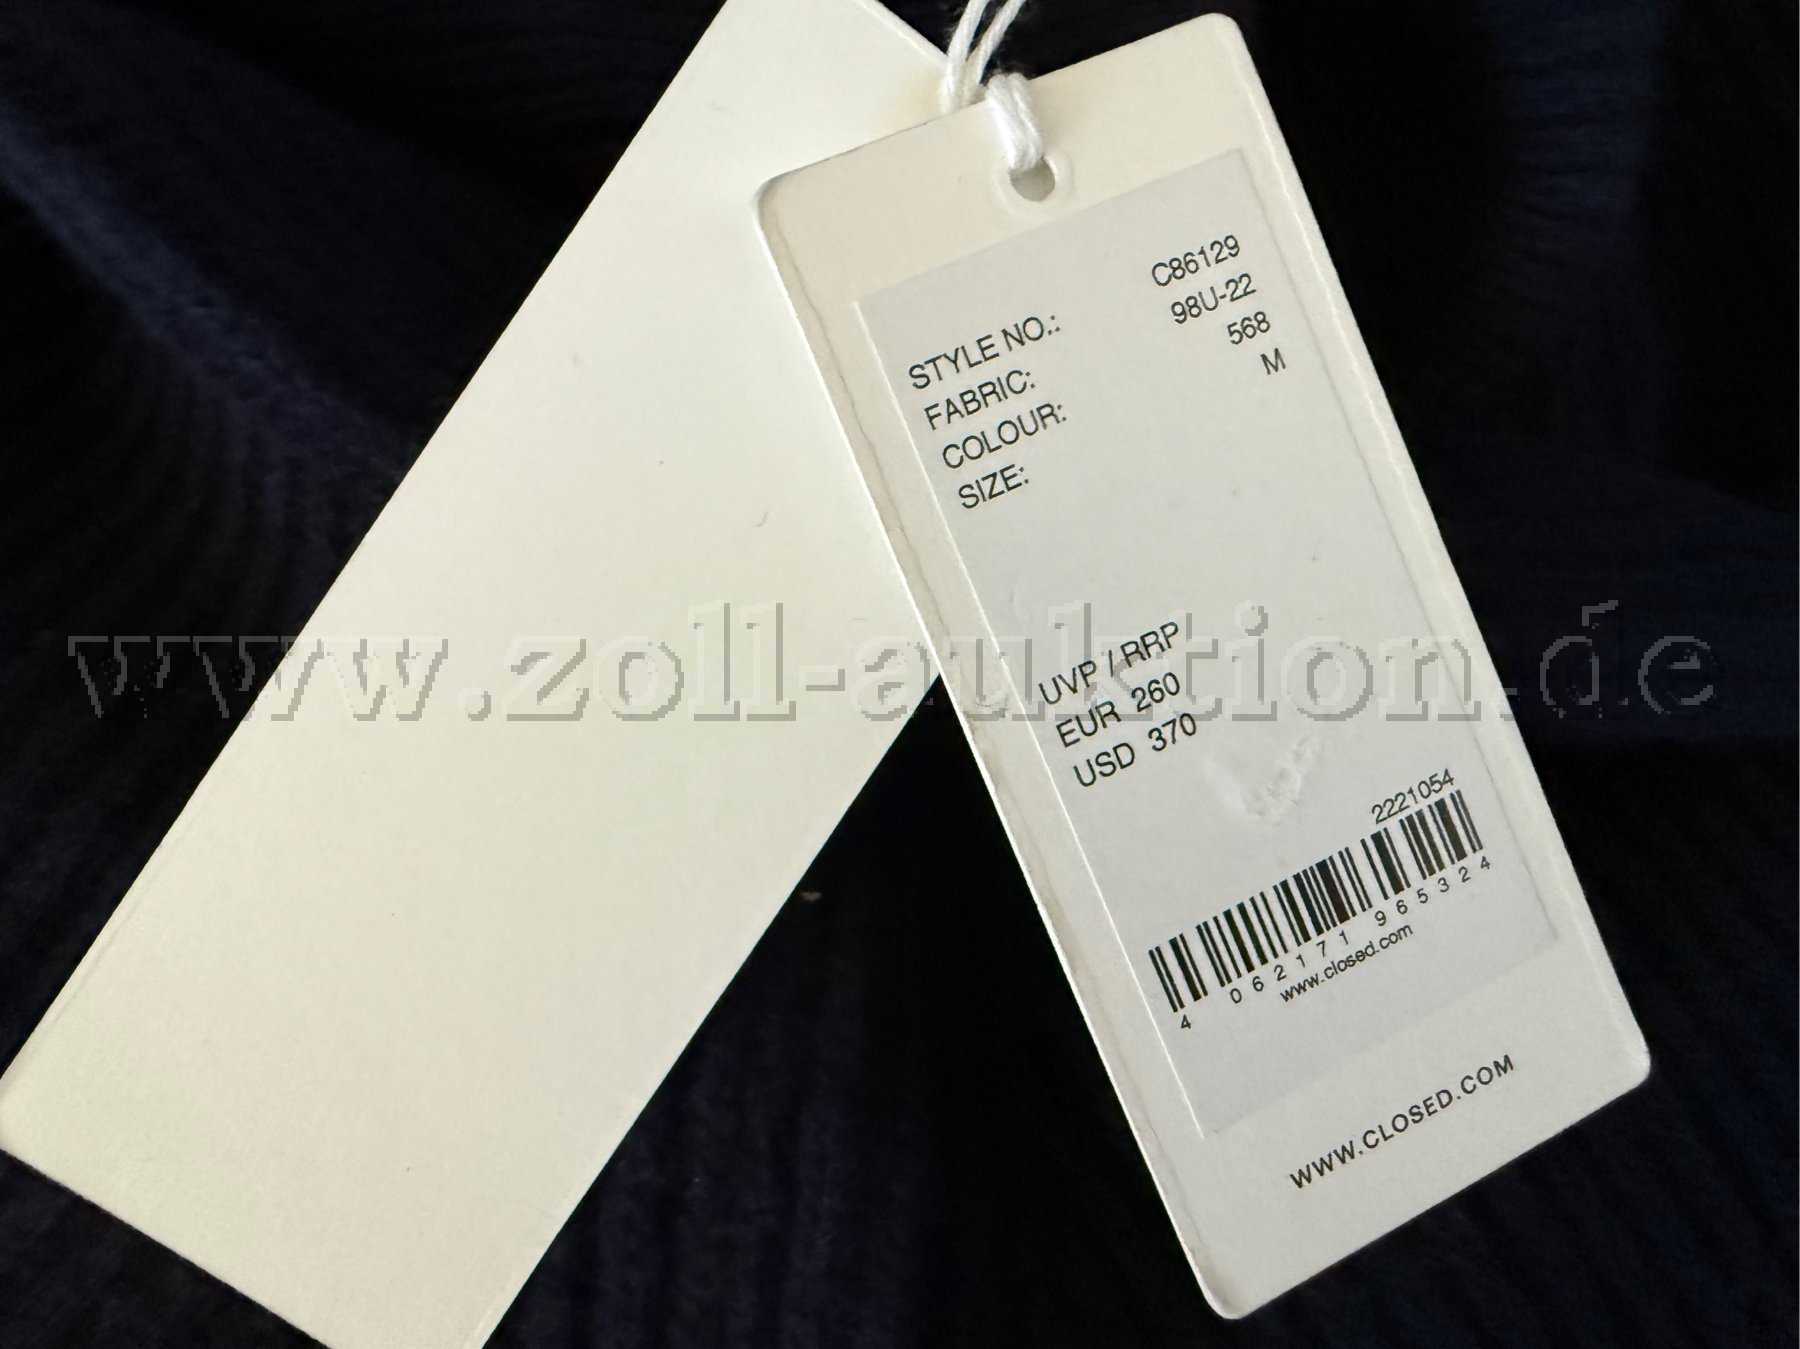 STYLE NO.: C86129
FABRIC: 98U-22
COLOUR: 568
SIZE: M
UVP / RRP
EUR 260
USD 370
2221054
4 062171 965324
www.closed.com
WWW.CLOSED.COM
www.zoll-auktion.de